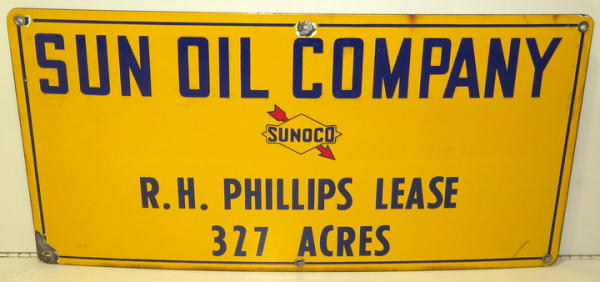 SUN OIL COMPANY
SUNOCO
R.H. PHILLIPS LEASE
327 ACRES